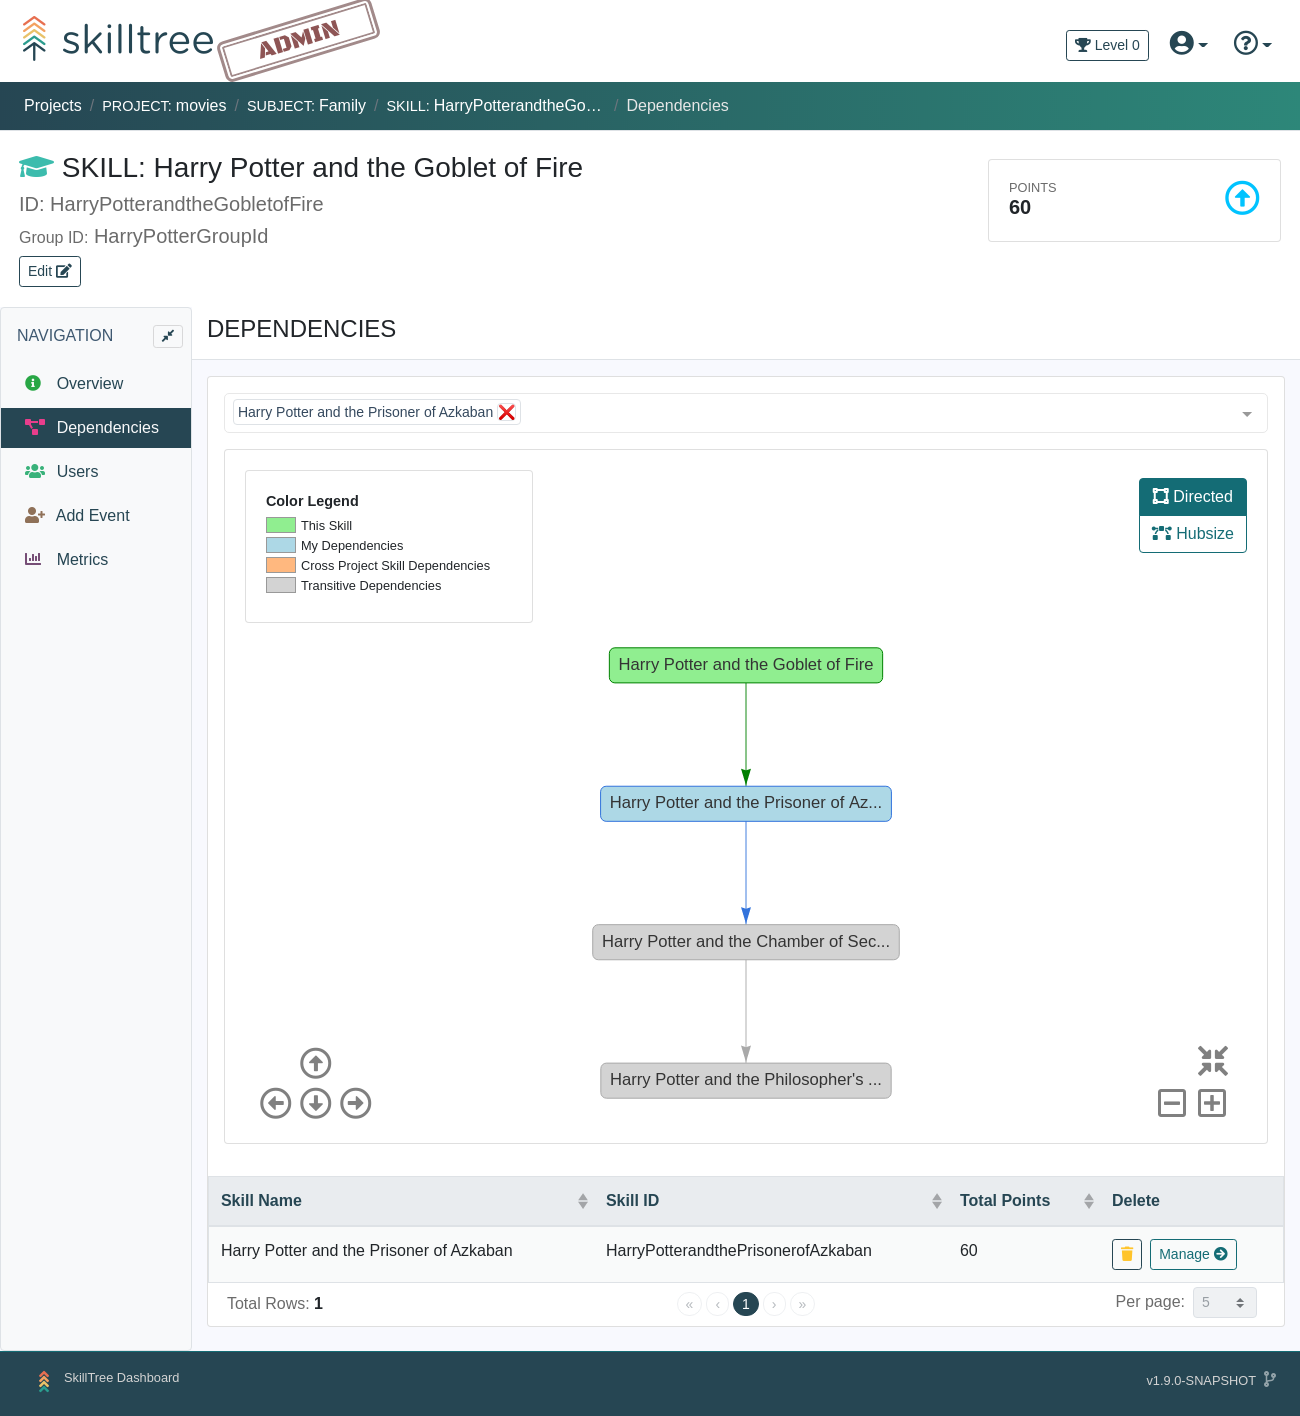 skilltree ADMIN
Level 0
Projects / PROJECT: movies / SUBJECT: Family / SKILL: HarryPotterandtheGo… / Dependencies
SKILL: Harry Potter and the Goblet of Fire
ID: HarryPotterandtheGobletofFire
Group ID: HarryPotterGroupId
Edit
POINTS
60
NAVIGATION
Overview
Dependencies
Users
Add Event
Metrics
DEPENDENCIES
Harry Potter and the Prisoner of Azkaban
Color Legend
This Skill
My Dependencies
Cross Project Skill Dependencies
Transitive Dependencies
Directed
Hubsize
Harry Potter and the Goblet of Fire
Harry Potter and the Prisoner of Az...
Harry Potter and the Chamber of Sec...
Harry Potter and the Philosopher's ...
Skill Name Skill ID Total Points Delete
Harry Potter and the Prisoner of Azkaban HarryPotterandthePrisonerofAzkaban 60 Manage
Total Rows: 1 « ‹ 1 › » Per page: 5
SkillTree Dashboard v1.9.0-SNAPSHOT